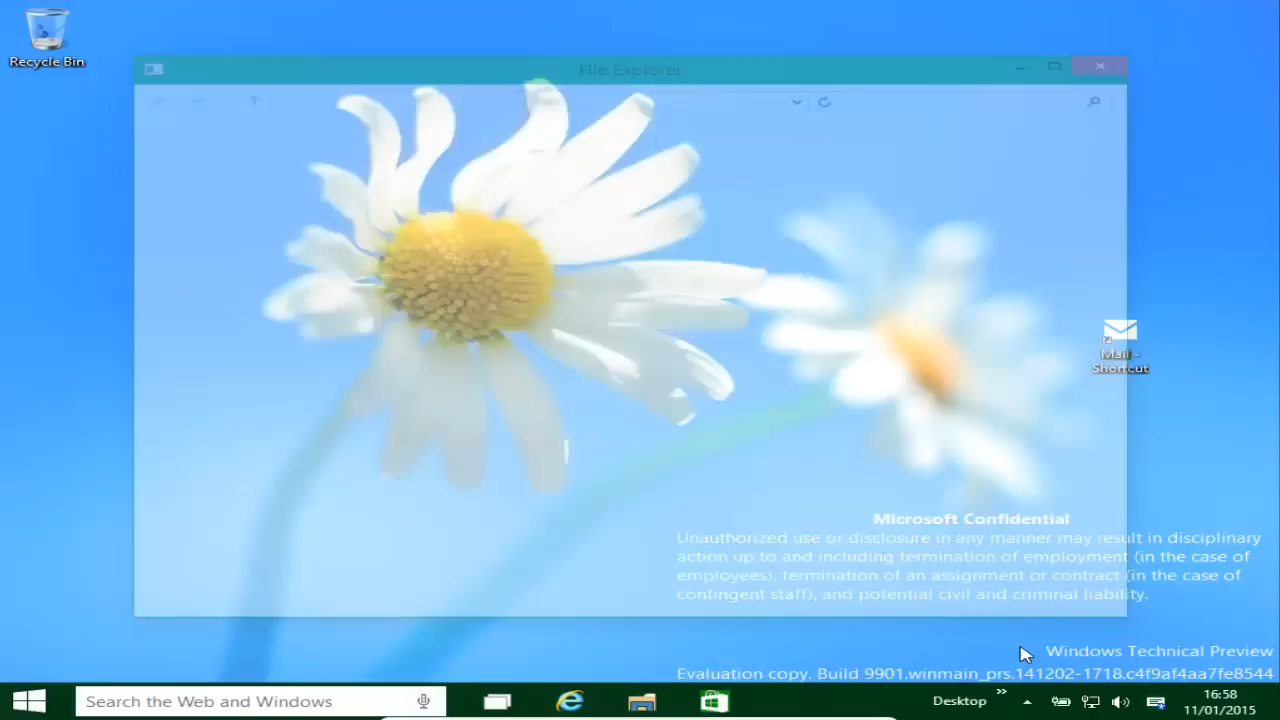 Recycle Bin
File Explorer
Mail -
Shortcut
Microsoft Confidential
Unauthorized use or disclosure in any manner may result in disciplinary
action up to and including termination of employment (in the case of
employees), termination of an assignment or contract (in the case of
contingent staff), and potential civil and criminal liability.
Windows Technical Preview
Evaluation copy. Build 9901.winmain_prs.141202-1718.c4f9af4aa7fe8544
Search the Web and Windows
Desktop
16:58
11/01/2015